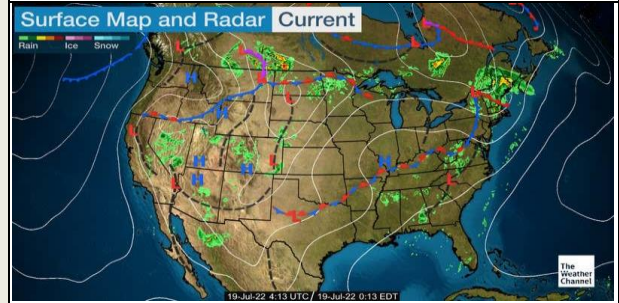 Surface Map and Radar Current
Rain Ice Snow
L L L
H L
L H
L L
H H L H
H L L
L
The
Weather
Channel
19-Jul-22 4:13 UTC / 19-Jul-22 0:13 EDT